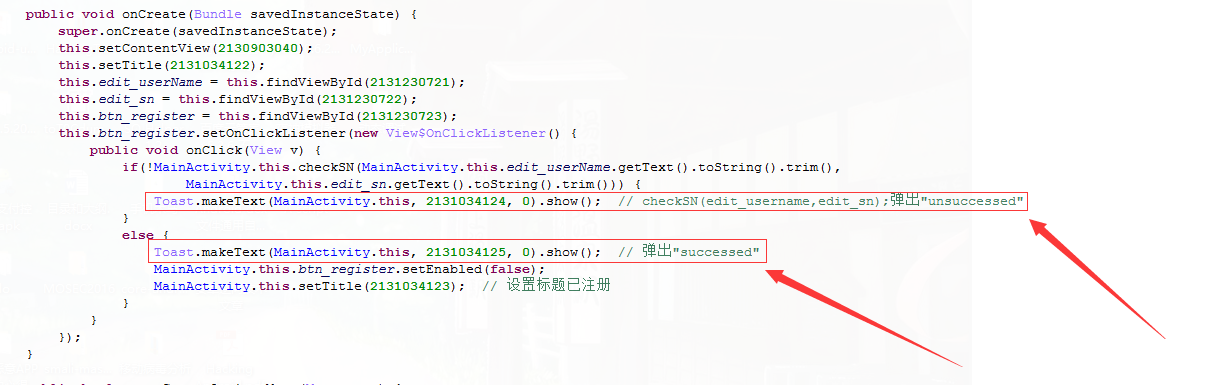 public void onCreate(Bundle savedInstanceState) {
super.onCreate(savedInstanceState);
this.setContentView(2130903040);
this.setTitle(2131034122);
this.edit_userName = this.findViewById(2131230721);
this.edit_sn = this.findViewById(2131230722);
this.btn_register = this.findViewById(2131230723);
this.btn_register.setOnClickListener(new View$OnClickListener() {
public void onClick(View v) {
if(!MainActivity.this.checkSN(MainActivity.this.edit_userName.getText().toString().trim(),
MainActivity.this.edit_sn.getText().toString().trim())) {
Toast.makeText(MainActivity.this, 2131034124, 0).show();  // checkSN(edit_username,edit_sn);弹出"unsuccessed"
}
else {
Toast.makeText(MainActivity.this, 2131034125, 0).show();  // 弹出"successed"
MainActivity.this.btn_register.setEnabled(false);
MainActivity.this.setTitle(2131034123);  // 设置标题已注册
}
}
});
}